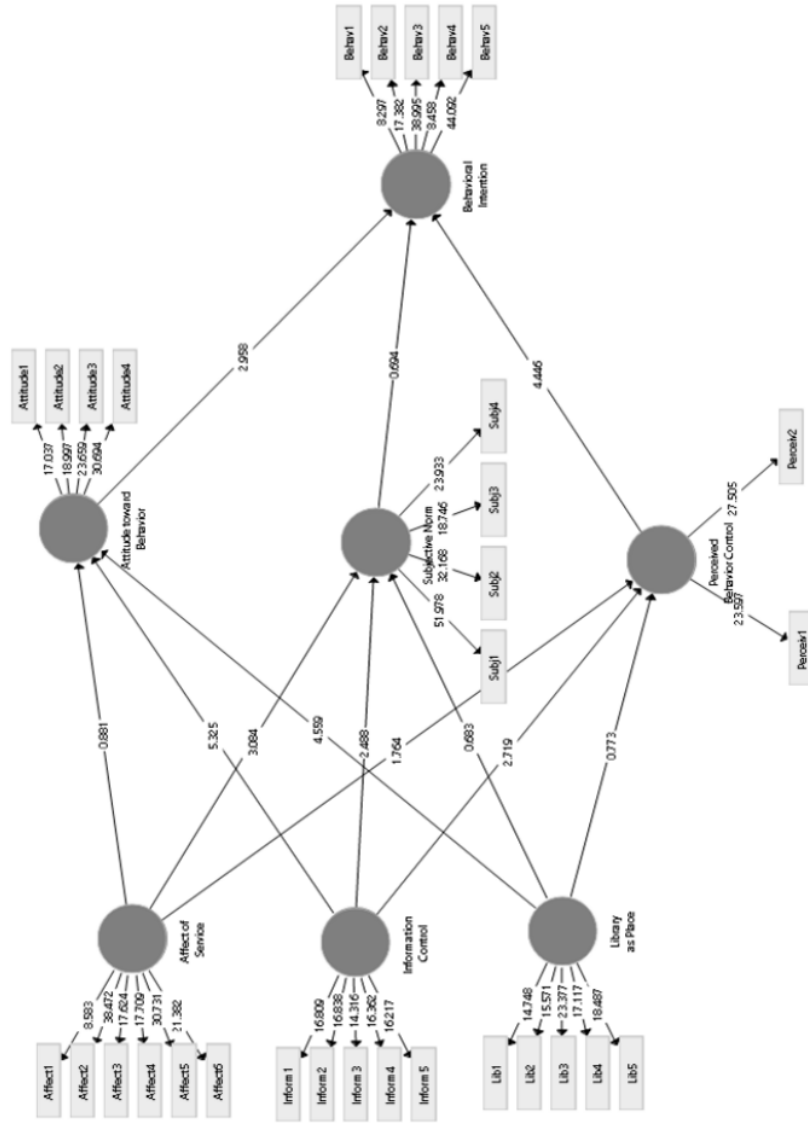 Affect1
Affect2
Affect3
Affect4
Affect5
Affect6
8.583
38.472
17.624
17.709
30.731
21.382
Affect of
Service
Inform 1
Inform 2
Inform 3
Inform 4
Inform 5
16.809
16.838
14.316
16.362
16.217
Information
Control
Lib1
Lib2
Lib3
Lib4
Lib5
14.748
15.571
23.377
17.117
18.487
Library
as Place
0.881
5.325
3.084
4.559
2.488
1.764
0.683
2.719
0.773
Attitude1
Attitude2
Attitude3
Attitude4
17.037
18.997
23.659
30.694
Attitude toward
Behavior
Subjective Norm
51.978
32.168
18.746
23.933
Subj1
Subj2
Subj3
Subj4
Perceived
Behavior Control
23.597
27.505
Perceiv1
Perceiv2
2.958
0.694
4.446
Behav1
Behav2
Behav3
Behav4
Behav5
8.297
17.382
38.995
8.458
44.092
Behavioral
Intention